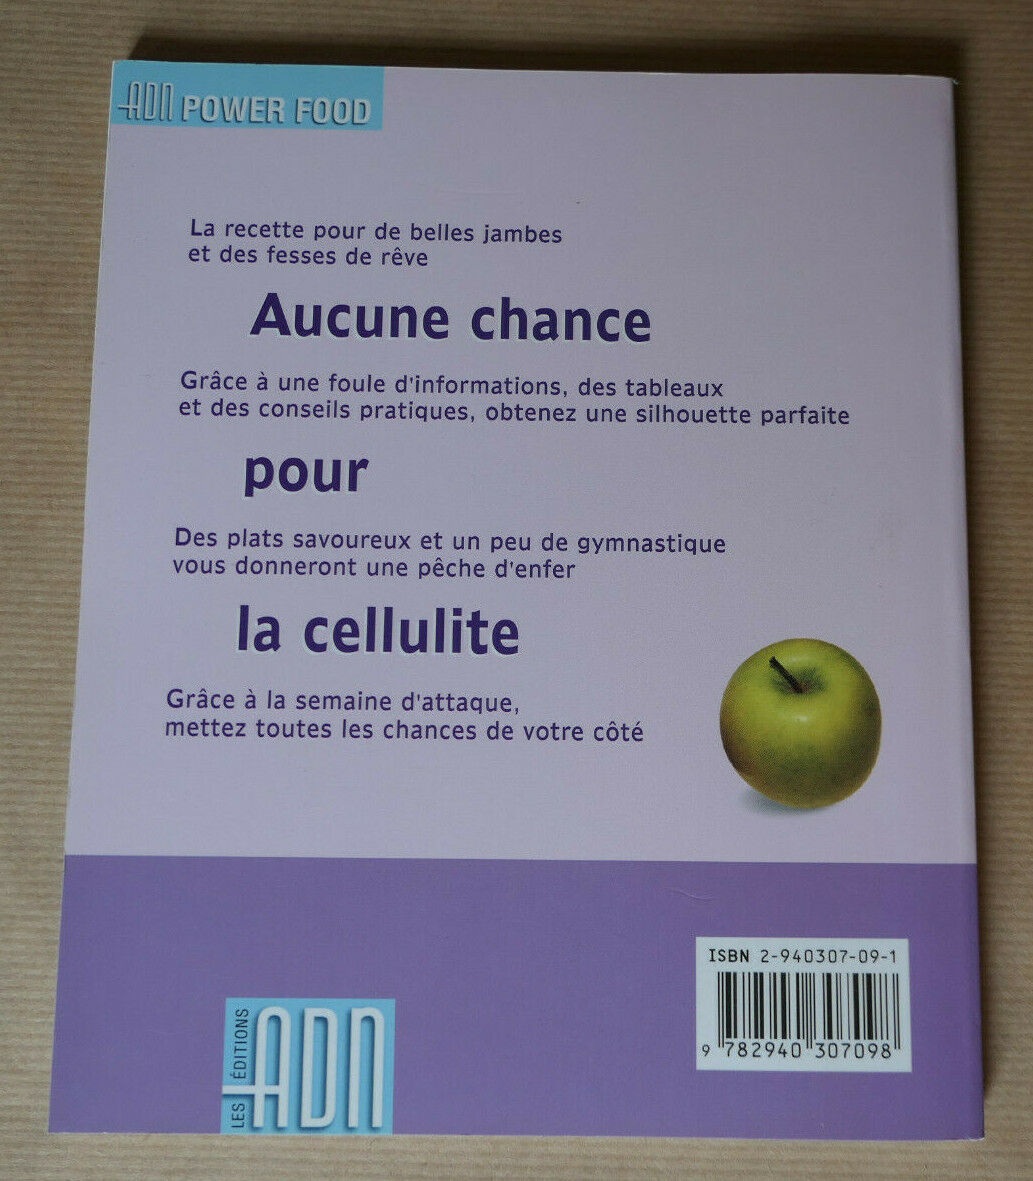 ADN POWER FOOD
La recette pour de belles jambes
et des fesses de rêve
Aucune chance
Grâce à une foule d'informations, des tableaux
et des conseils pratiques, obtenez une silhouette parfaite
pour
Des plats savoureux et un peu de gymnastique
vous donneront une pêche d'enfer
la cellulite
Grâce à la semaine d'attaque,
mettez toutes les chances de votre côté
ISBN 2-940307-09-1
9 782940 307098
LES ÉDITIONS
ADN